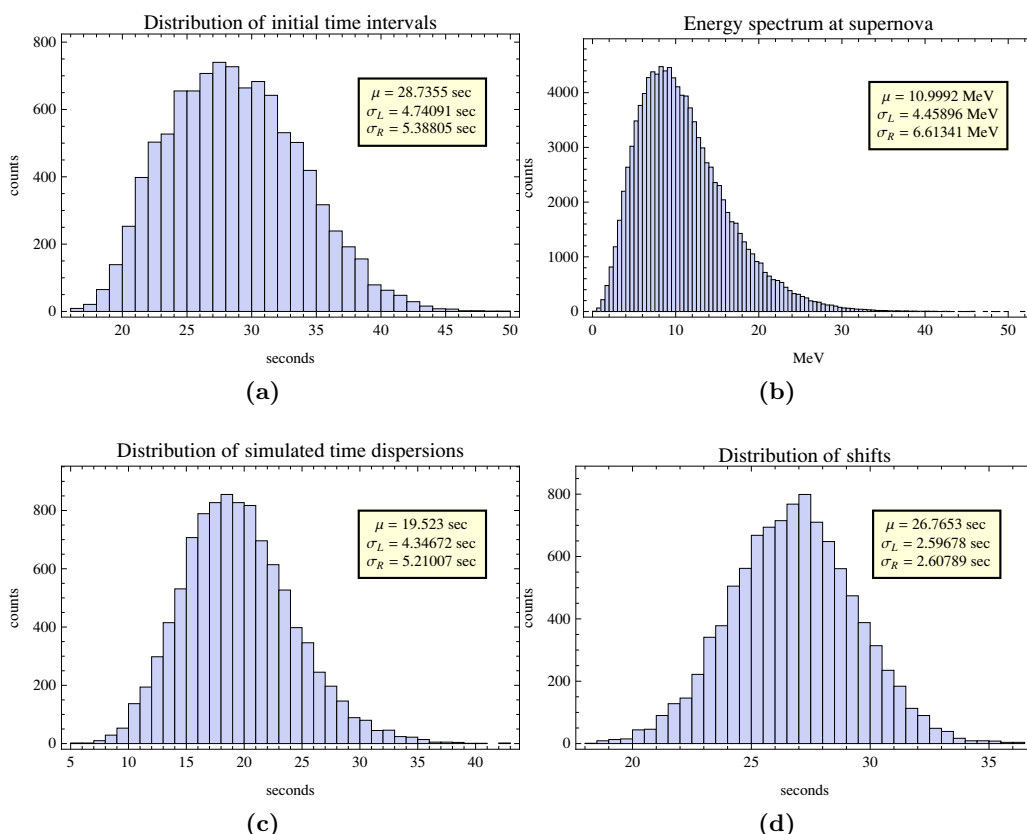 Distribution of initial time intervals
800
600
400
200
0
counts
μ = 28.7355 sec
σL = 4.74091 sec
σR = 5.38805 sec
20 25 30 35 40 45 50
seconds
(a)
Energy spectrum at supernova
4000
3000
2000
1000
0
counts
μ = 10.9992 MeV
σL = 4.45896 MeV
σR = 6.61341 MeV
0 10 20 30 40 50
MeV
(b)
Distribution of simulated time dispersions
800
600
400
200
0
counts
μ = 19.523 sec
σL = 4.34672 sec
σR = 5.21007 sec
5 10 15 20 25 30 35 40
seconds
(c)
Distribution of shifts
800
600
400
200
0
counts
μ = 26.7653 sec
σL = 2.59678 sec
σR = 2.60789 sec
20 25 30 35
seconds
(d)